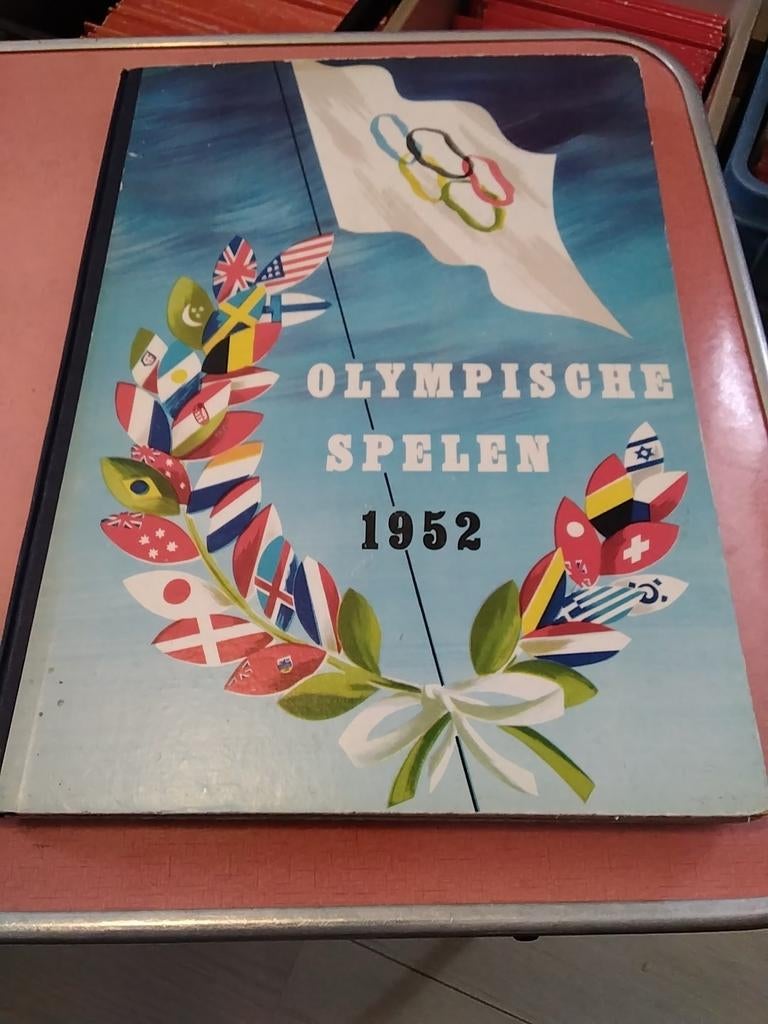 OLYMPISCHE
SPELEN
1952